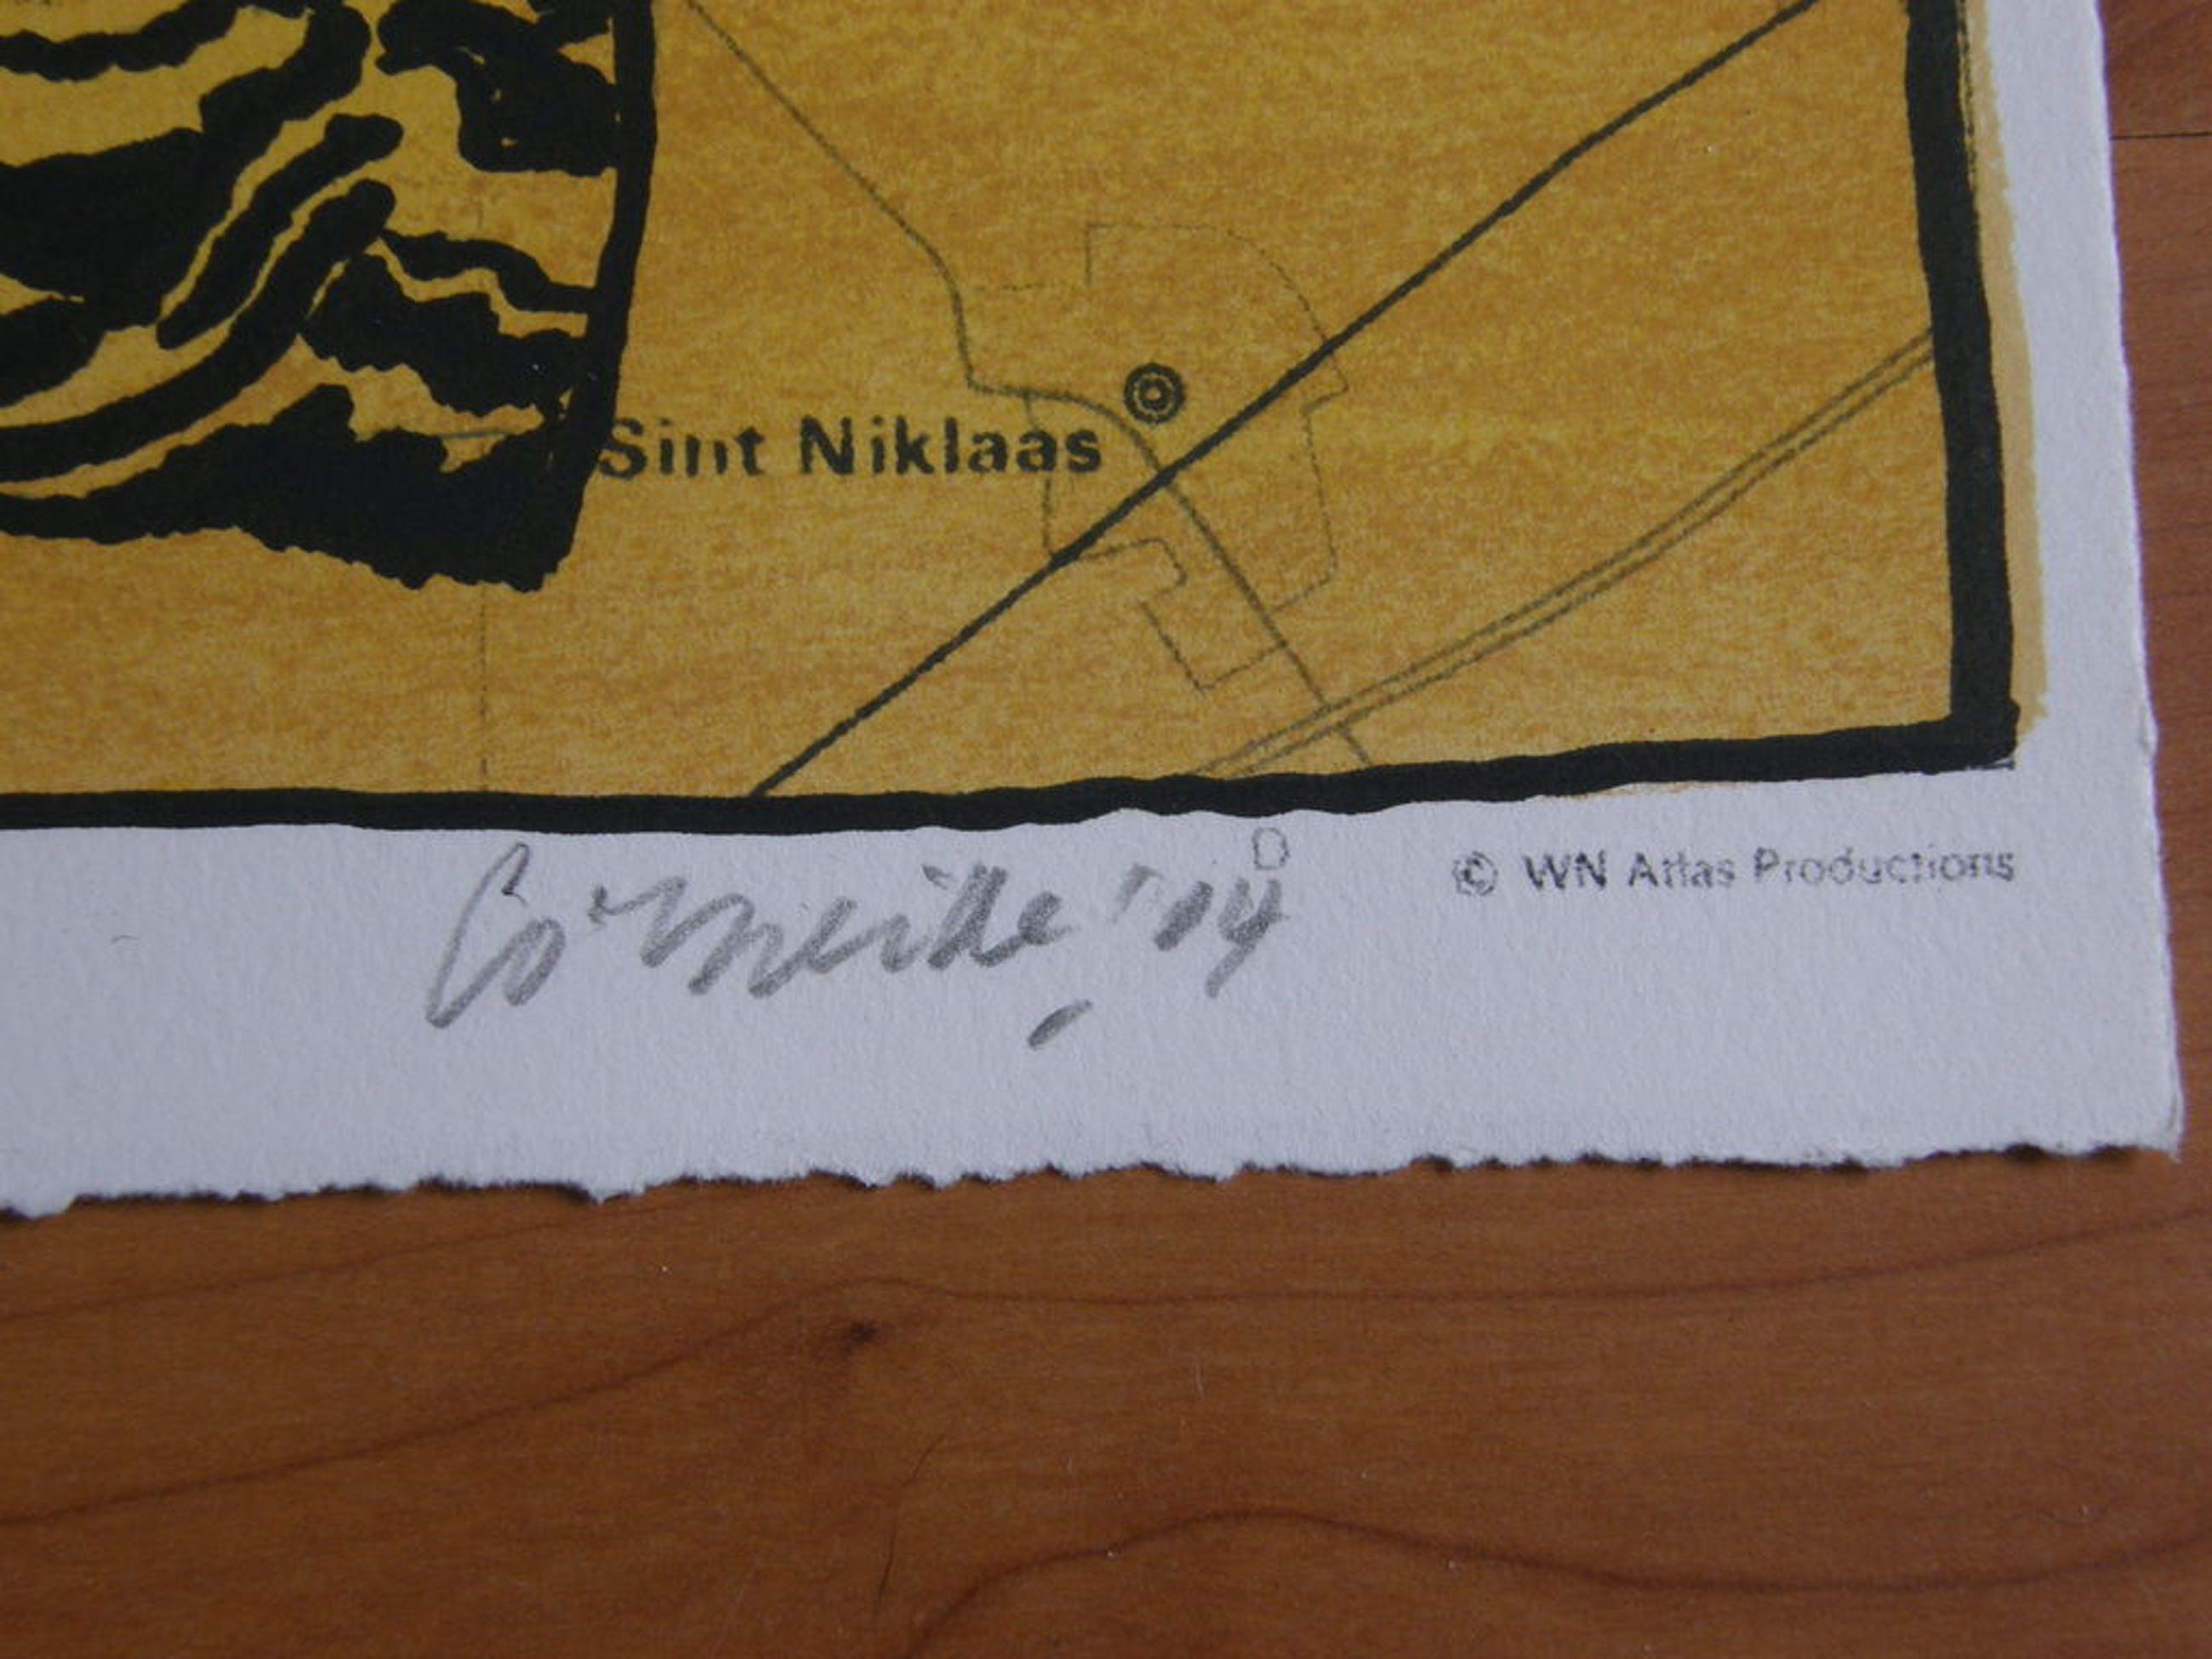 Sint Niklaas
Corneille '04
© WN Atlas Productions